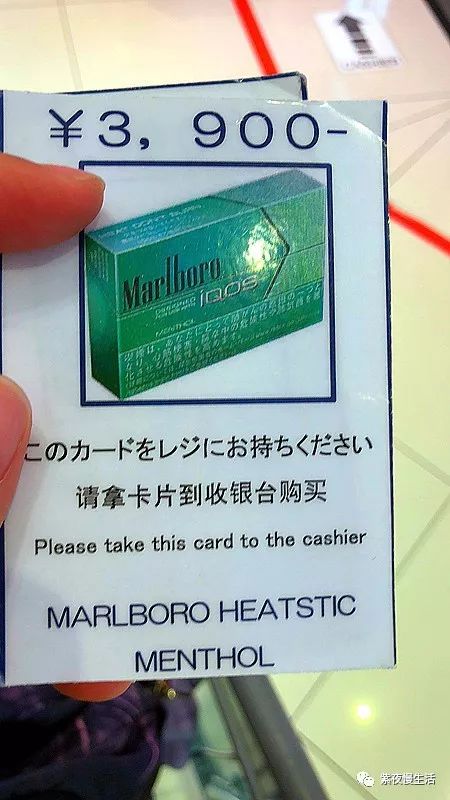 ￥3,900-
Marlboro
iQOS
MENTHOL
このカードをレジにお持ちください
请拿卡片到收银台购买
Please take this card to the cashier
MARLBORO HEATSTIC
MENTHOL
紫夜慢生活